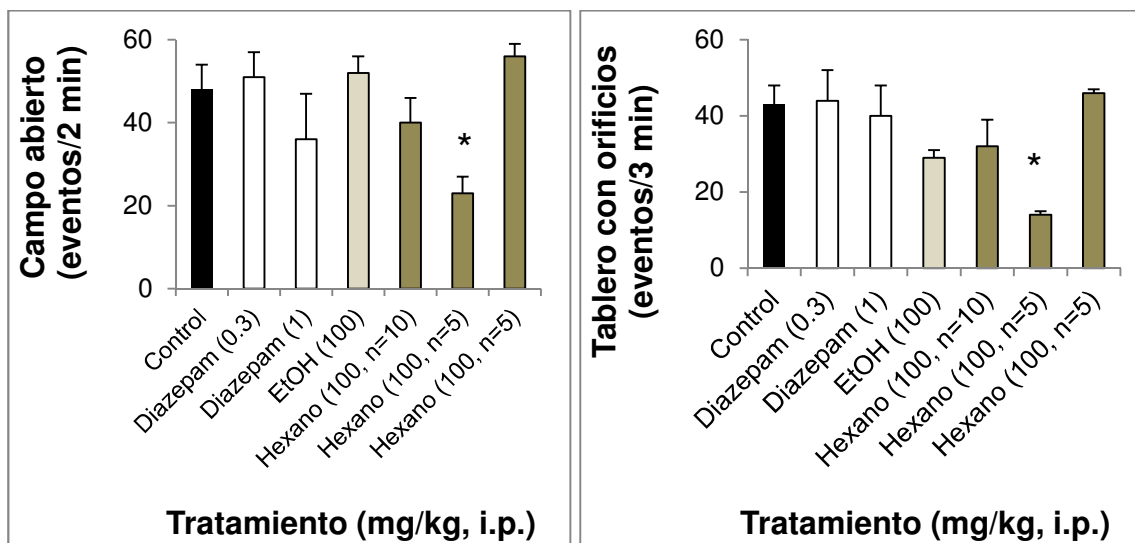 Campo abierto
(eventos/2 min)
60
40
20
0
*
Control
Diazepam (0.3)
Diazepam (1)
EtOH (100)
Hexano (100, n=10)
Hexano (100, n=5)
Hexano (100, n=5)
Tratamiento (mg/kg, i.p.)
Tablero con orificios
(eventos/3 min)
60
40
20
0
*
Control
Diazepam (0.3)
Diazepam (1)
EtOH (100)
Hexano (100, n=10)
Hexano (100, n=5)
Hexano (100, n=5)
Tratamiento (mg/kg, i.p.)